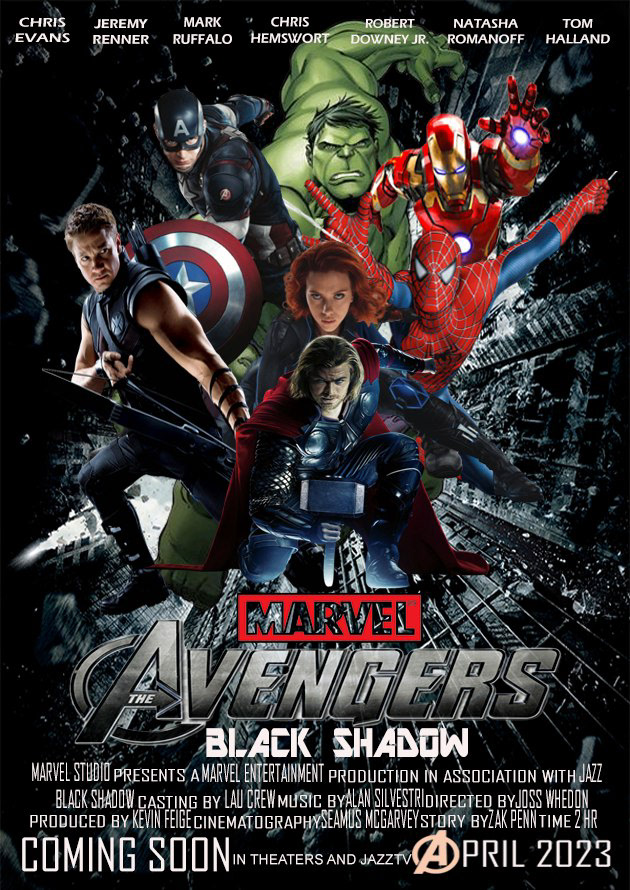 CHRIS EVANS
JEREMY RENNER
MARK RUFFALO
CHRIS HEMSWORT
ROBERT DOWNEY JR.
NATASHA ROMANOFF
TOM HALLAND
A
MARVEL
THE AVENGERS
BLACK SHADOW
MARVEL STUDIO PRESENTS A MARVEL ENTERTAINMENT PRODUCTION IN ASSOCIATION WITH JAZZ
BLACK SHADOW CASTING BY LAU CREW MUSIC BY ALAN SILVESTRI DIRECTED BY JOSS WHEDON
PRODUCED BY KEVIN FEIGE CINEMATOGRAPHY SEAMUS MCGARVEY STORY BY ZAK PENN TIME 2 HR
COMING SOON IN THEATERS AND JAZZTV APRIL 2023